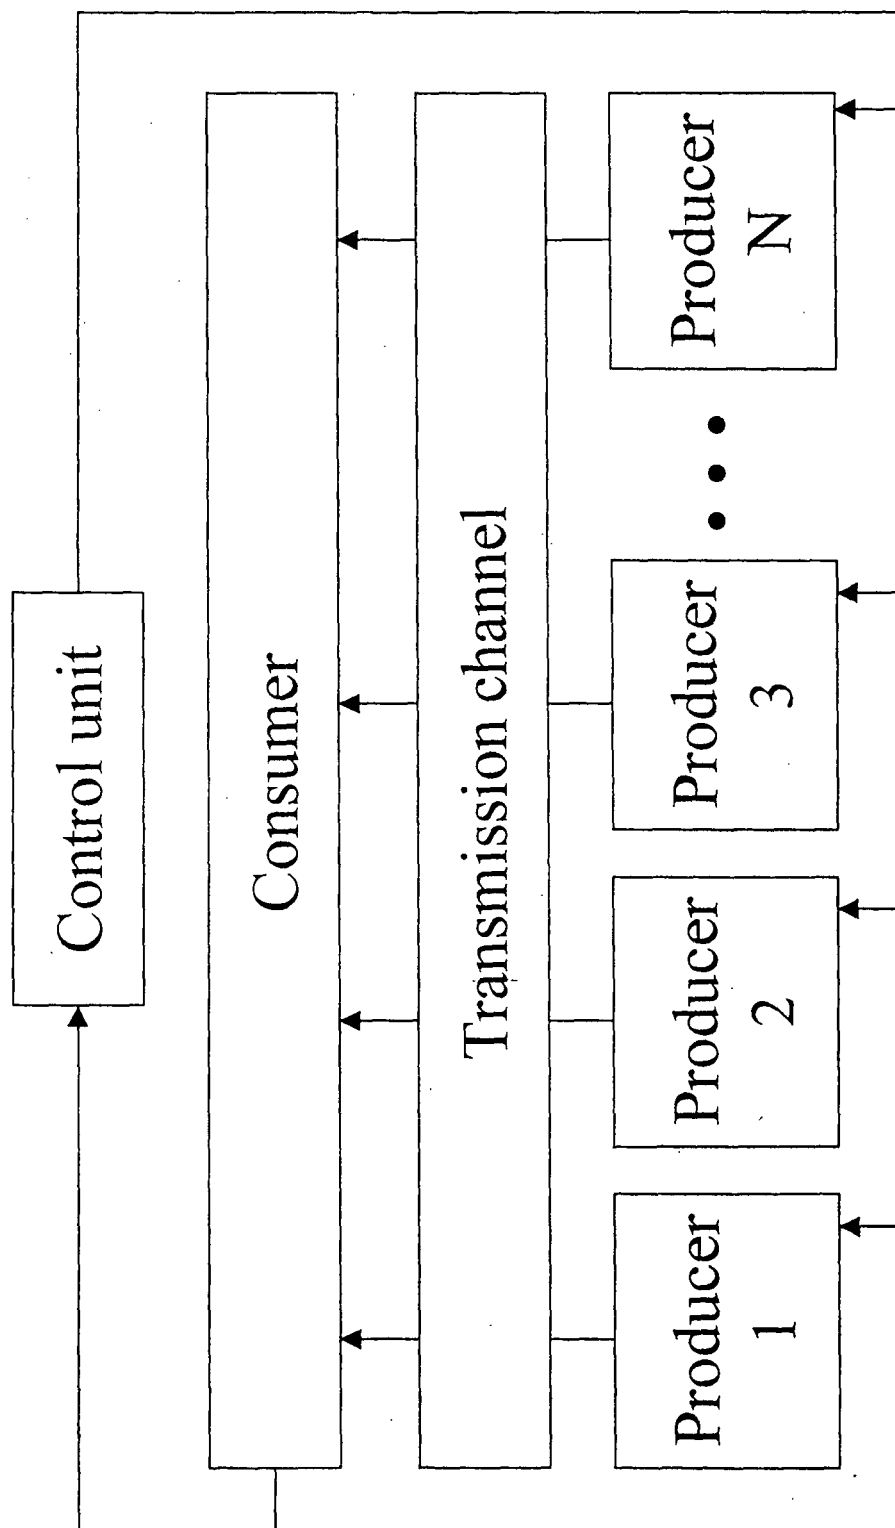 Control unit
Consumer
Transmission channel
Producer
1
Producer
2
Producer
3
Producer
N